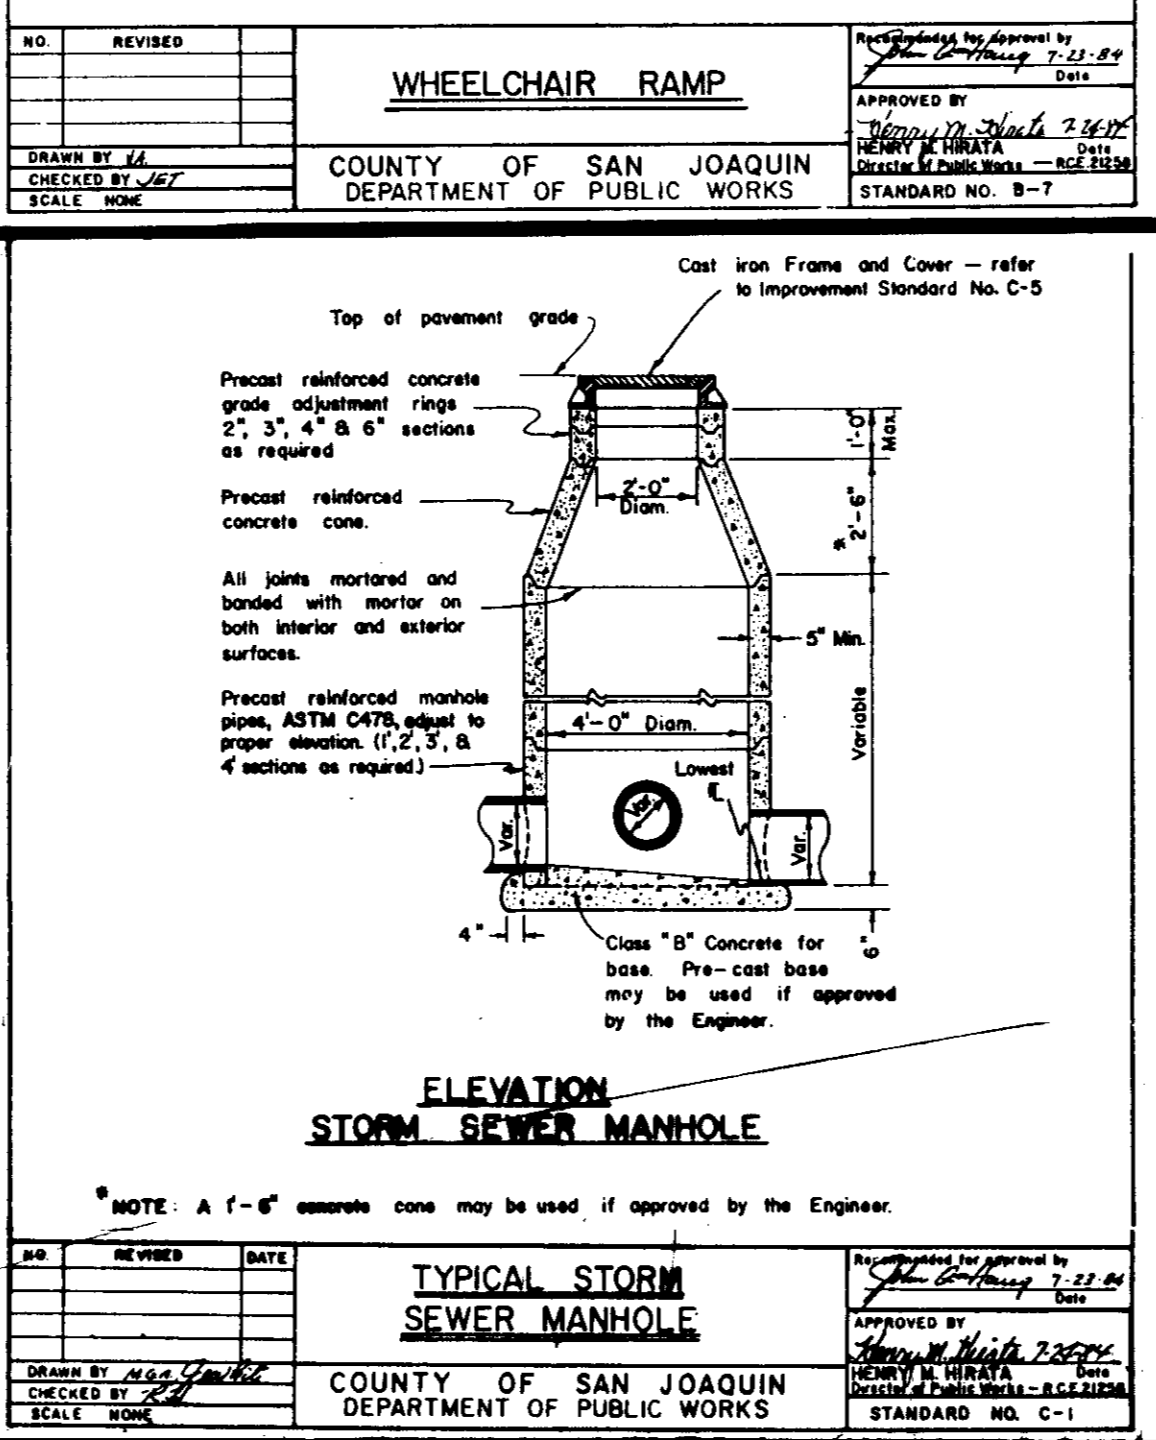 NO. REVISED
WHEELCHAIR RAMP
Recommended for approval by
7-23-84
Date
APPROVED BY
Henry M. Hirata
HENRY M. HIRATA Date
Director of Public Works — RCE 21256
DRAWN BY
CHECKED BY JET
SCALE NONE
COUNTY OF SAN JOAQUIN
DEPARTMENT OF PUBLIC WORKS
STANDARD NO. B-7
Cast iron Frame and Cover — refer
to Improvement Standard No. C-5
Top of pavement grade
Precast reinforced concrete
grade adjustment rings
2", 3", 4" & 6" sections
as required
1'-0"
Max.
2'-0"
Diam.
Precast reinforced
concrete cone.
* 2'-6"
All joints mortared and
banded with mortor on
both interior and exterior
surfaces.
5" Min.
Precast reinforced manhole
pipes, ASTM C478, adjust to
proper elevation. (1', 2', 3', &
4' sections as required.)
4'-0" Diam.
Variable
Lowest
℄
Var.
Var.
Var.
4"
6"
Class "B" Concrete for
base. Pre-cast base
may be used if approved
by the Engineer.
ELEVATION
STORM SEWER MANHOLE
*NOTE: A 1'-6" concrete cone may be used if approved by the Engineer.
NO. REVISED DATE
TYPICAL STORM
SEWER MANHOLE
Recommended for approval by
7-23-84
Date
APPROVED BY
Henry M. Hirata
HENRY M. HIRATA Date
Director of Public Works - RCE 21256
DRAWN BY
CHECKED BY
SCALE NONE
COUNTY OF SAN JOAQUIN
DEPARTMENT OF PUBLIC WORKS
STANDARD NO. C-1